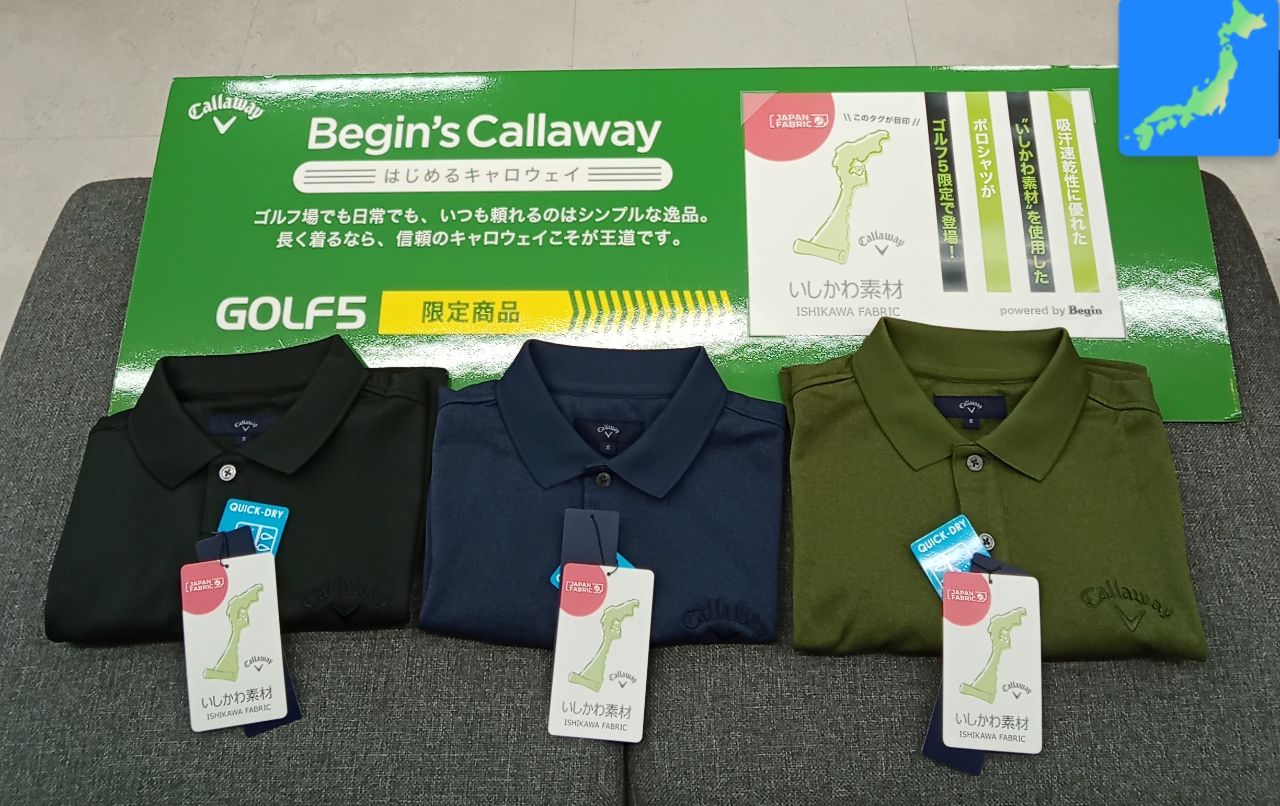 Callaway
Begin's Callaway
はじめるキャロウェイ
ゴルフ場でも日常でも、いつも頼れるのはシンプルな逸品。
長く着るなら、信頼のキャロウェイこそが王道です。
GOLF5
限定商品
JAPAN
FABRIC
\\ このタグが目印 //
Callaway
いしかわ素材
ISHIKAWA FABRIC
吸汗速乾性に優れた
"いしかわ素材"を使用した
ポロシャツが
ゴルフ5限定で登場!
powered by Begin
Callaway
S
QUICK-DRY
JAPAN
FABRIC
Callaway
いしかわ素材
ISHIKAWA FABRIC
Callaway
Callaway
S
JAPAN
FABRIC
Callaway
いしかわ素材
ISHIKAWA FABRIC
Callaway
Callaway
S
QUICK-DRY
JAPAN
FABRIC
Callaway
いしかわ素材
ISHIKAWA FABRIC
Callaway